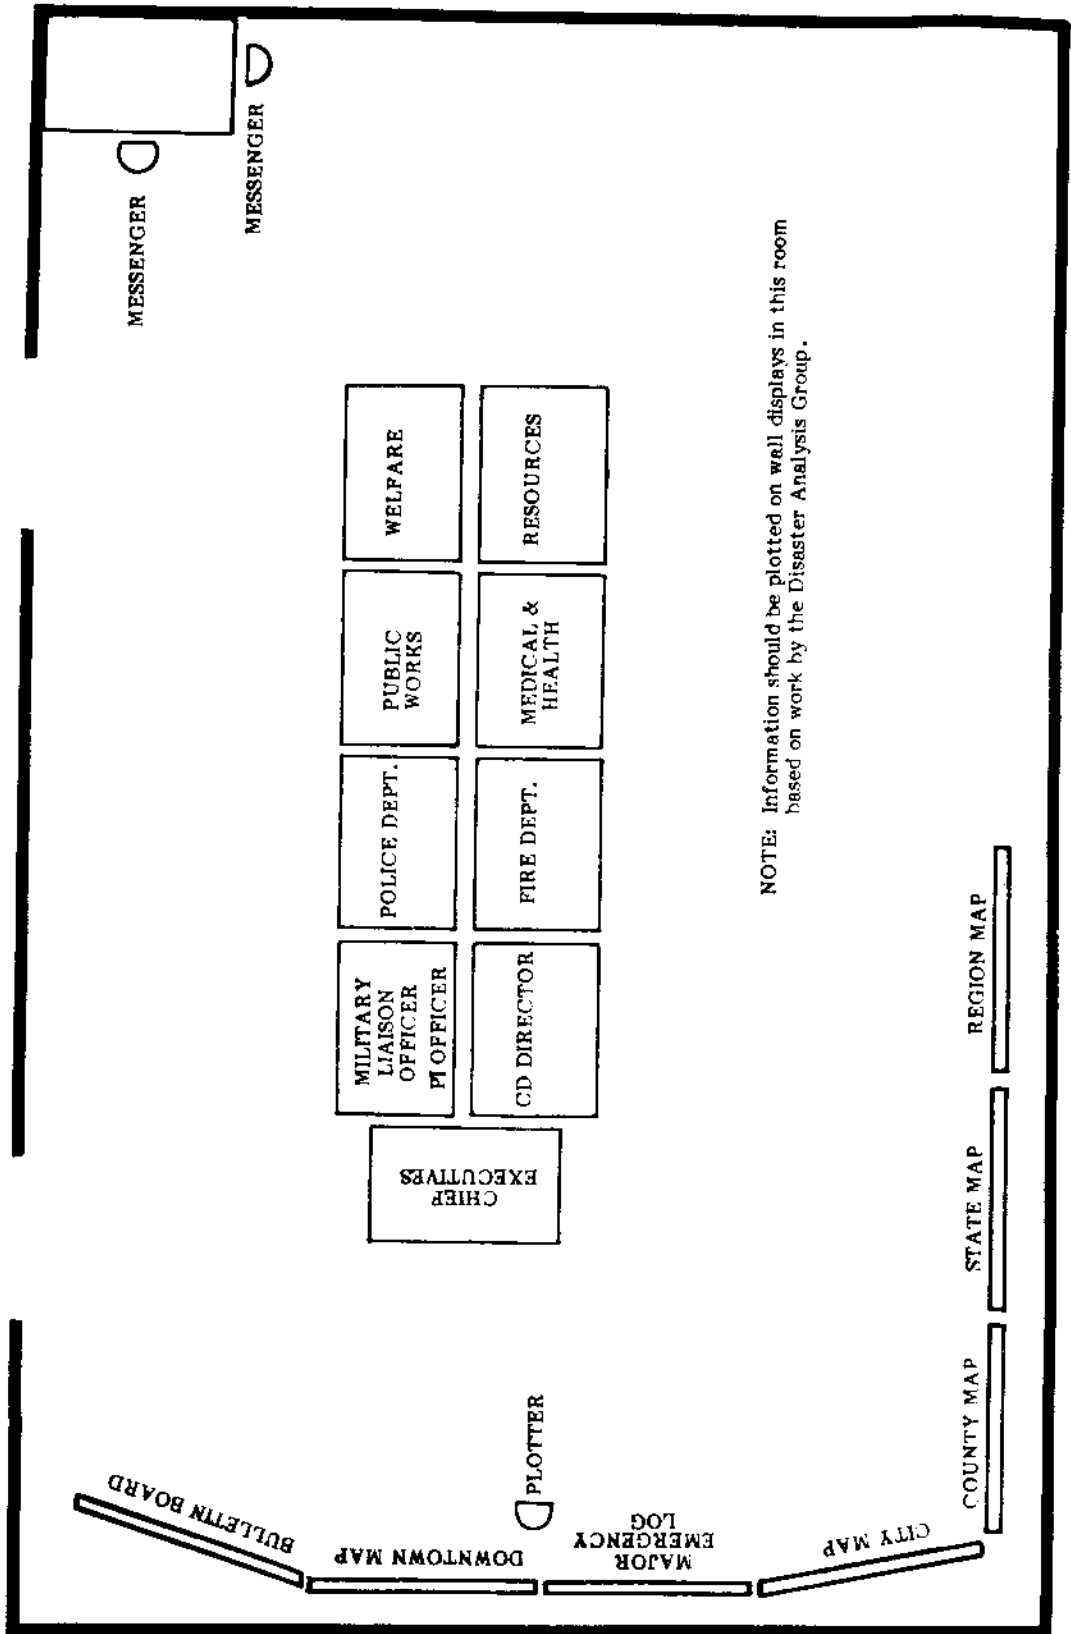 MESSENGER
MESSENGER
WELFARE
RESOURCES
PUBLIC
WORKS
MEDICAL &
HEALTH
POLICE DEPT.
FIRE DEPT.
MILITARY
LIAISON
OFFICER
PI OFFICER
CD DIRECTOR
CHIEF
EXECUTIVES
NOTE: Information should be plotted on wall displays in this room
based on work by the Disaster Analysis Group.
REGION MAP
STATE MAP
COUNTY MAP
PLOTTER
BULLETIN BOARD
DOWNTOWN MAP
MAJOR
EMERGENCY
LOG
CITY MAP